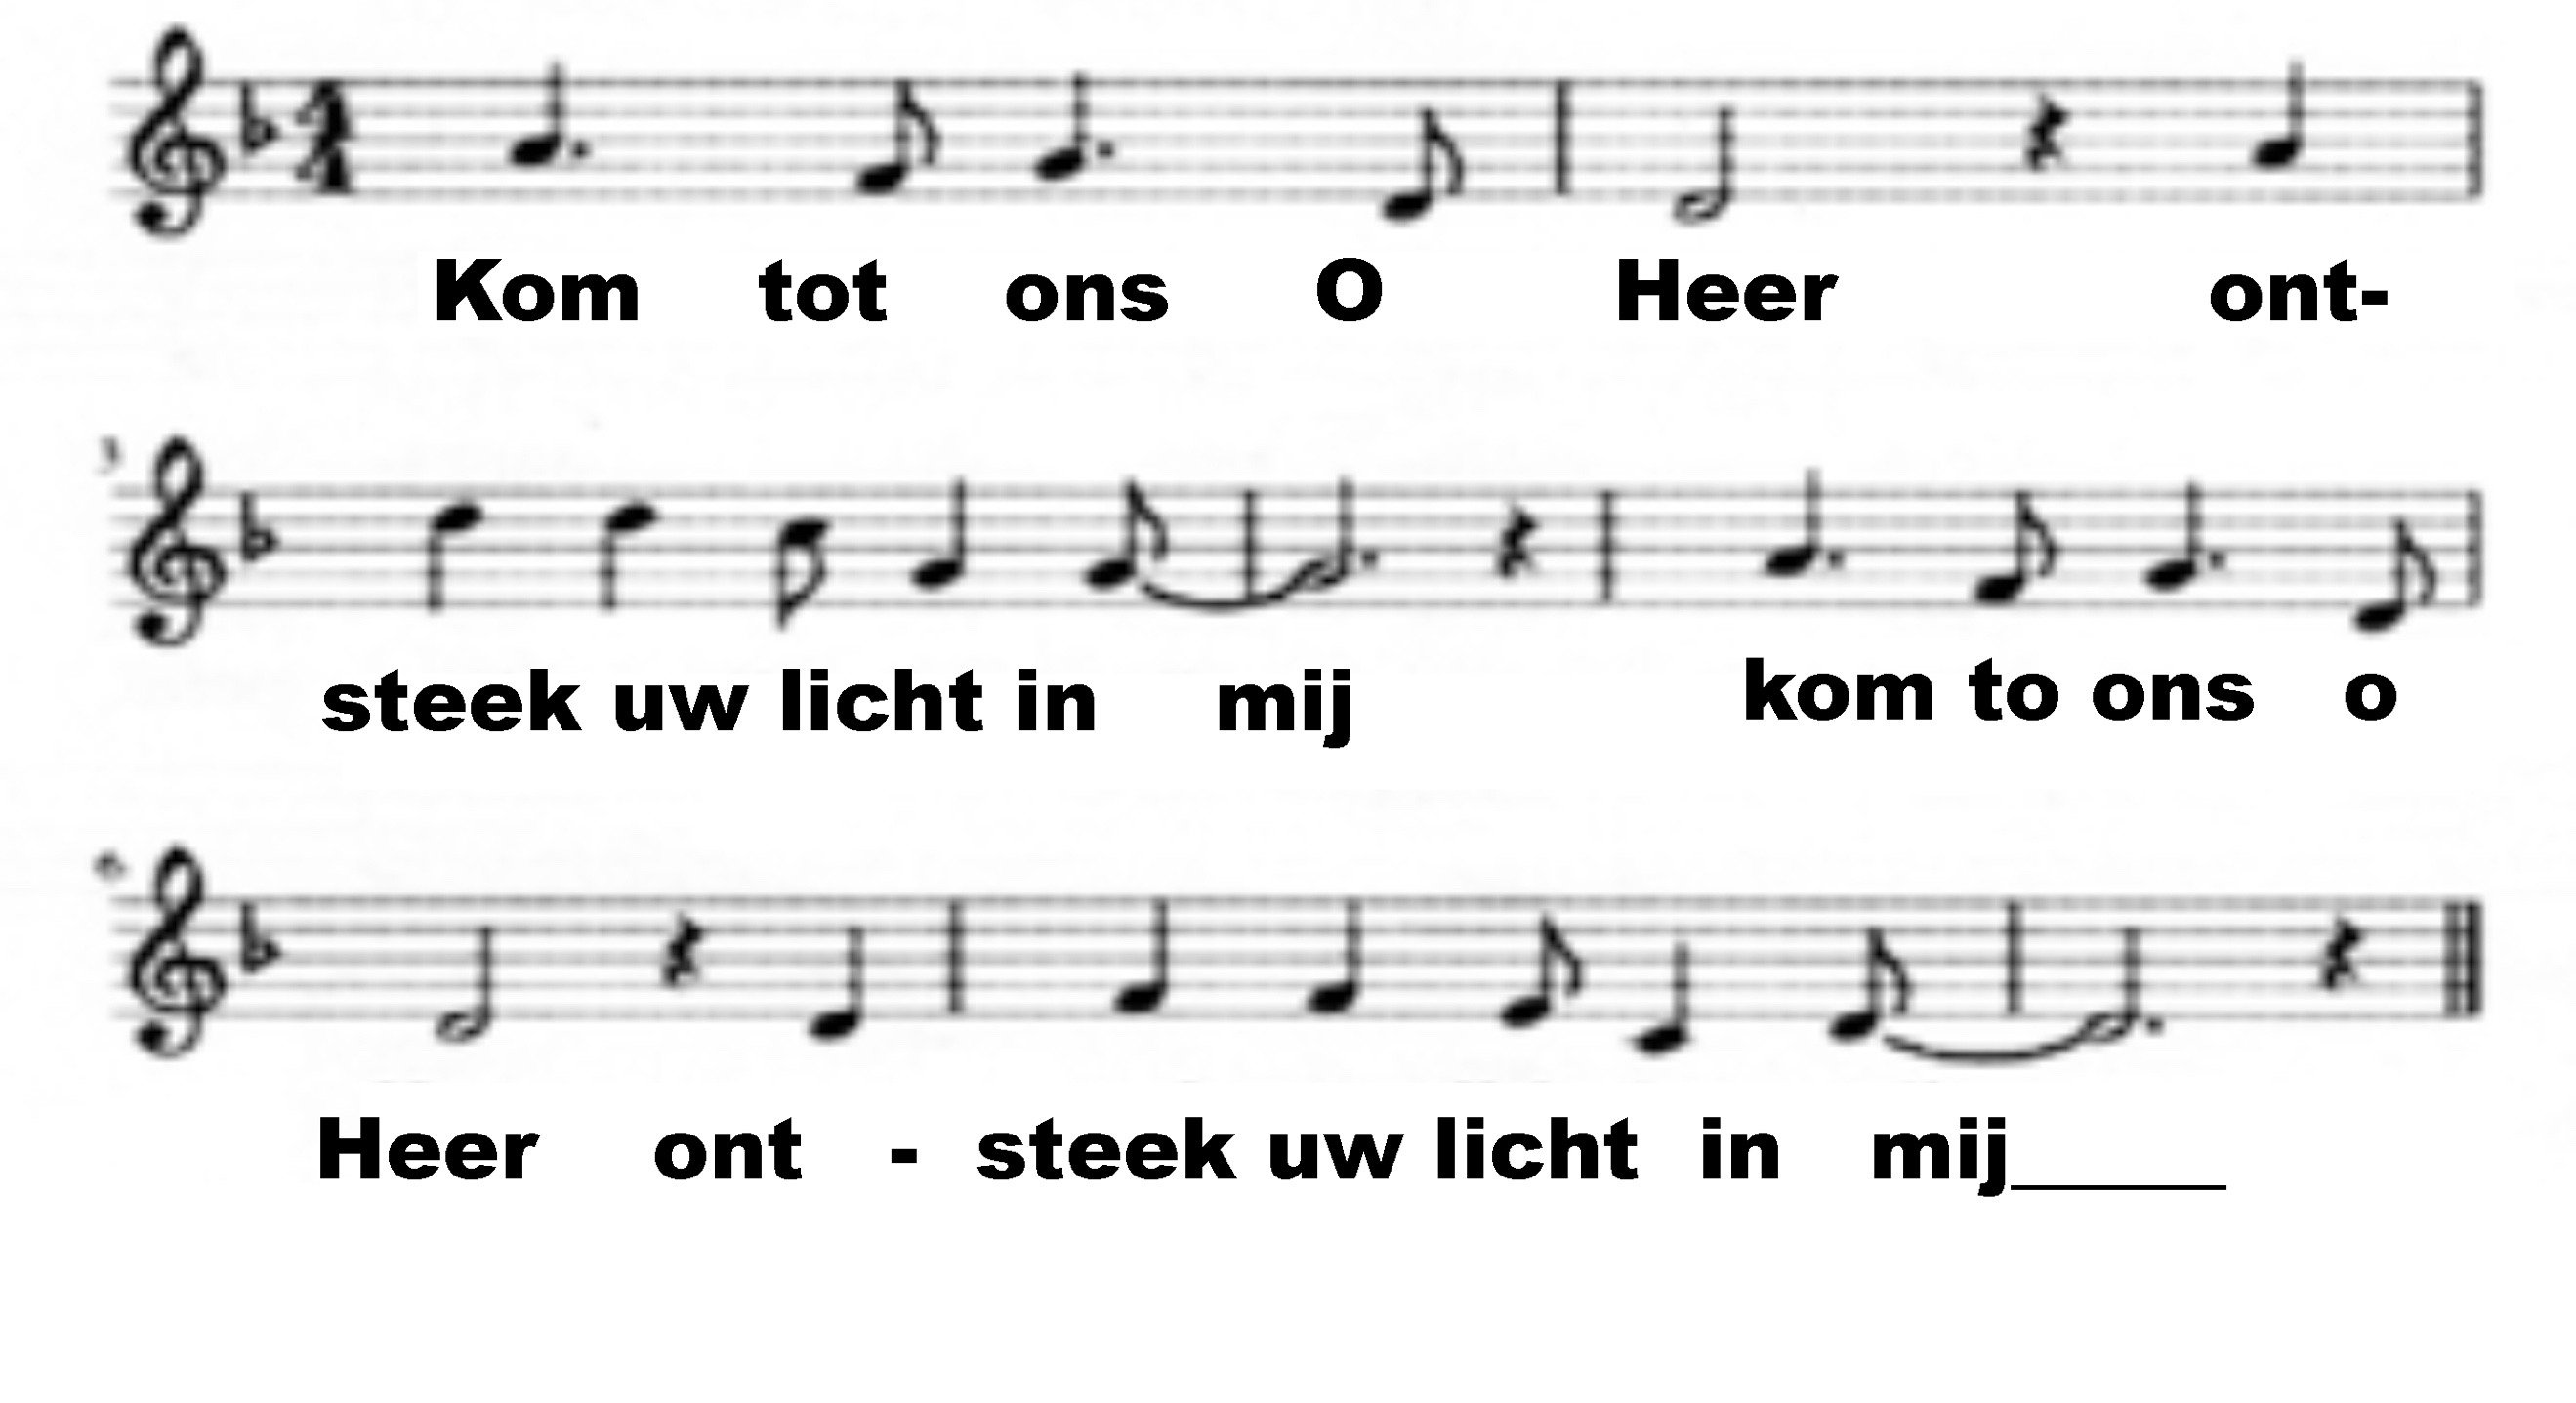 Kom tot ons O Heer ont-
3
steek uw licht in mij kom to ons o
Heer ont - steek uw licht in mij_____